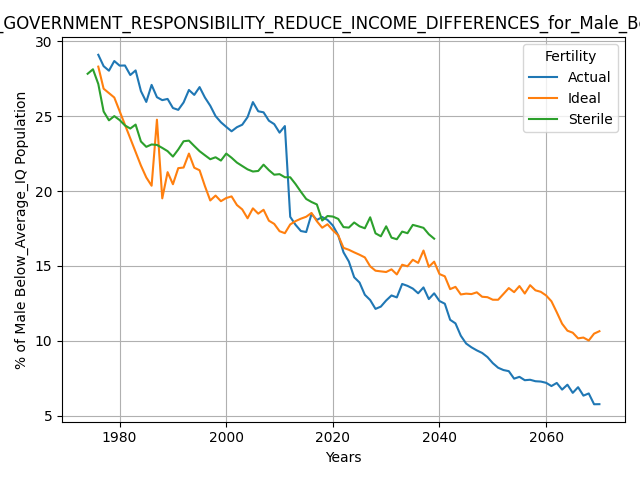 _GOVERNMENT_RESPONSIBILITY_REDUCE_INCOME_DIFFERENCES_for_Male_Be
Fertility
Actual
Ideal
Sterile
% of Male Below_Average_IQ Population
30
25
20
15
10
5
1980 2000 2020 2040 2060
Years